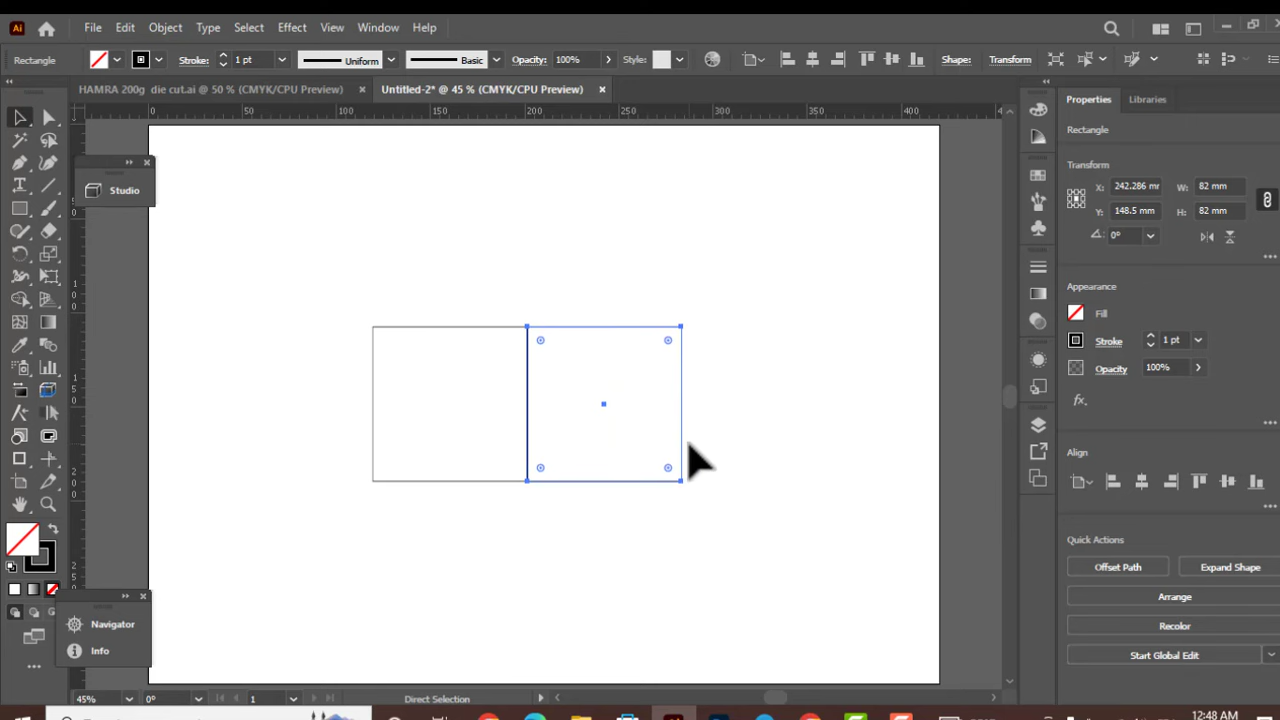 Ai File Edit Object Type Select Effect View Window Help
Rectangle Stroke: 1 pt Uniform Basic Opacity: 100% Style: Shape: Transform
HAMRA 200g die cut.ai @ 50 % (CMYK/CPU Preview) × Untitled-2* @ 45 % (CMYK/CPU Preview) ×
0 50 100 150 200 250 300 350 400
Properties Libraries
Rectangle
Transform
X: 242.286 mr W: 82 mm
Y: 148.5 mm H: 82 mm
0°
Appearance
Fill
Stroke 1 pt
Opacity 100%
fx.
Align
Quick Actions
Offset Path Expand Shape
Arrange
Recolor
Start Global Edit
Studio
Navigator
Info
45% 0° 1 Direct Selection
12:48 AM